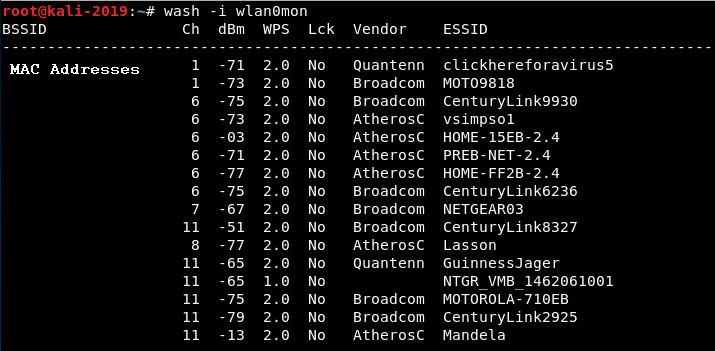 root@kali-2019:~# wash -i wlan0mon
BSSID Ch dBm WPS Lck Vendor ESSID
--------------------------------------------------------------------------------
MAC Addresses 1 -71 2.0 No Quantenn clickhereforavirus5
1 -73 2.0 No Broadcom MOTO9818
6 -75 2.0 No Broadcom CenturyLink9930
6 -73 2.0 No AtherosC vsimpso1
6 -03 2.0 No AtherosC HOME-15EB-2.4
6 -71 2.0 No AtherosC PREB-NET-2.4
6 -77 2.0 No AtherosC HOME-FF2B-2.4
6 -75 2.0 No Broadcom CenturyLink6236
7 -67 2.0 No Broadcom NETGEAR03
11 -51 2.0 No Broadcom CenturyLink8327
8 -77 2.0 No AtherosC Lasson
11 -65 2.0 No Quantenn GuinnessJager
11 -65 1.0 No NTGR_VMB_1462061001
11 -75 2.0 No Broadcom MOTOROLA-710EB
11 -79 2.0 No Broadcom CenturyLink2925
11 -13 2.0 No AtherosC Mandela